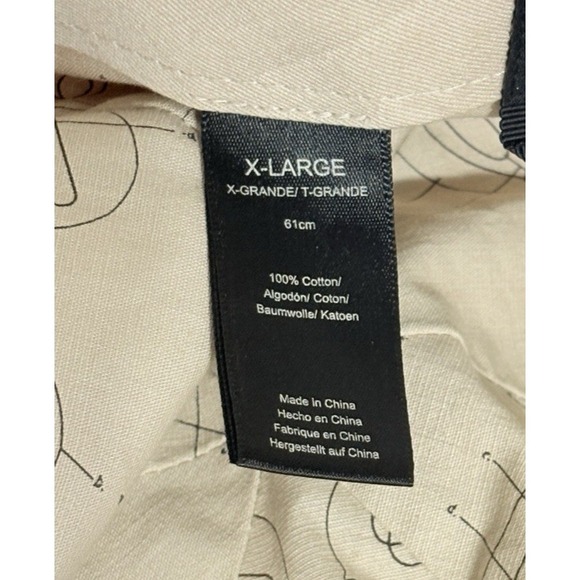 X-LARGE
X-GRANDE/ T-GRANDE
61cm
100% Cotton/
Algodón/ Coton/
Baumwolle/ Katoen
Made in China
Hecho en China
Fabrique en Chine
Hergestellt auf China